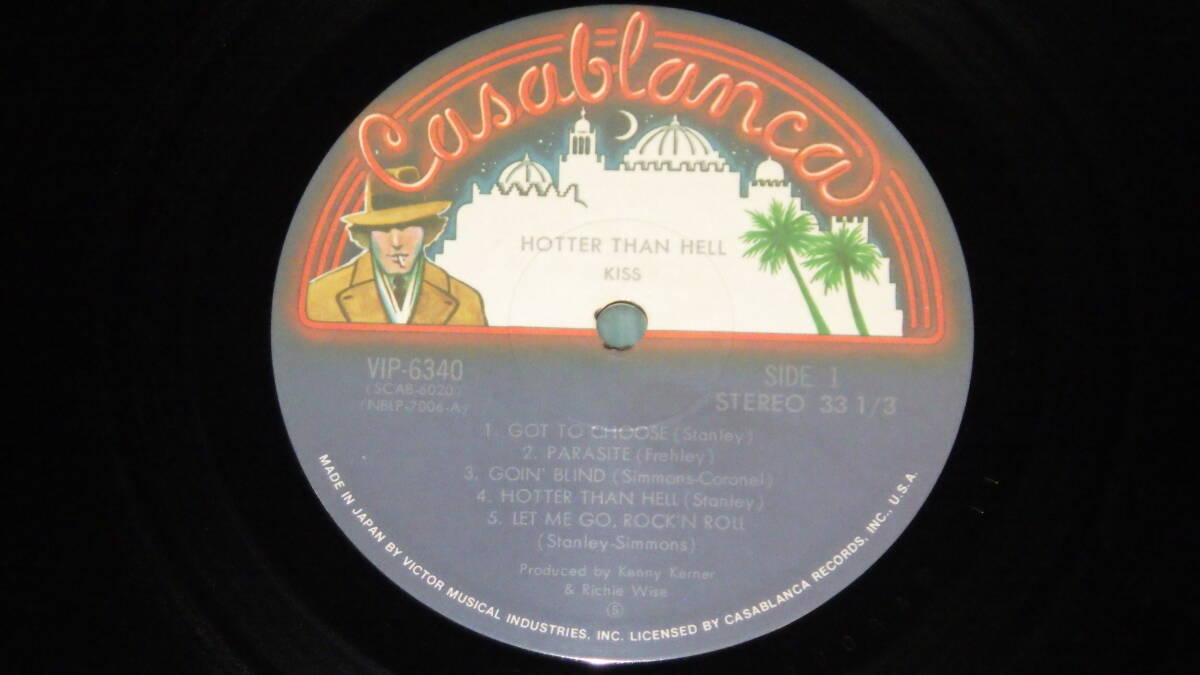 Casablanca
HOTTER THAN HELL
KISS
VIP-6340
(SCAB-6020)
(NBLP-7006-A)
SIDE 1
STEREO 33 1/3
1. GOT TO CHOOSE (Stanley)
2. PARASITE (Frehley)
3. GOIN' BLIND (Simmons-Coronel)
4. HOTTER THAN HELL (Stanley)
5. LET ME GO, ROCK'N ROLL
(Stanley-Simmons)
Produced by Kenny Kerner
& Richie Wise
Ⓢ
MADE IN JAPAN BY VICTOR MUSICAL INDUSTRIES, INC. LICENSED BY CASABLANCA RECORDS, INC., U.S.A.